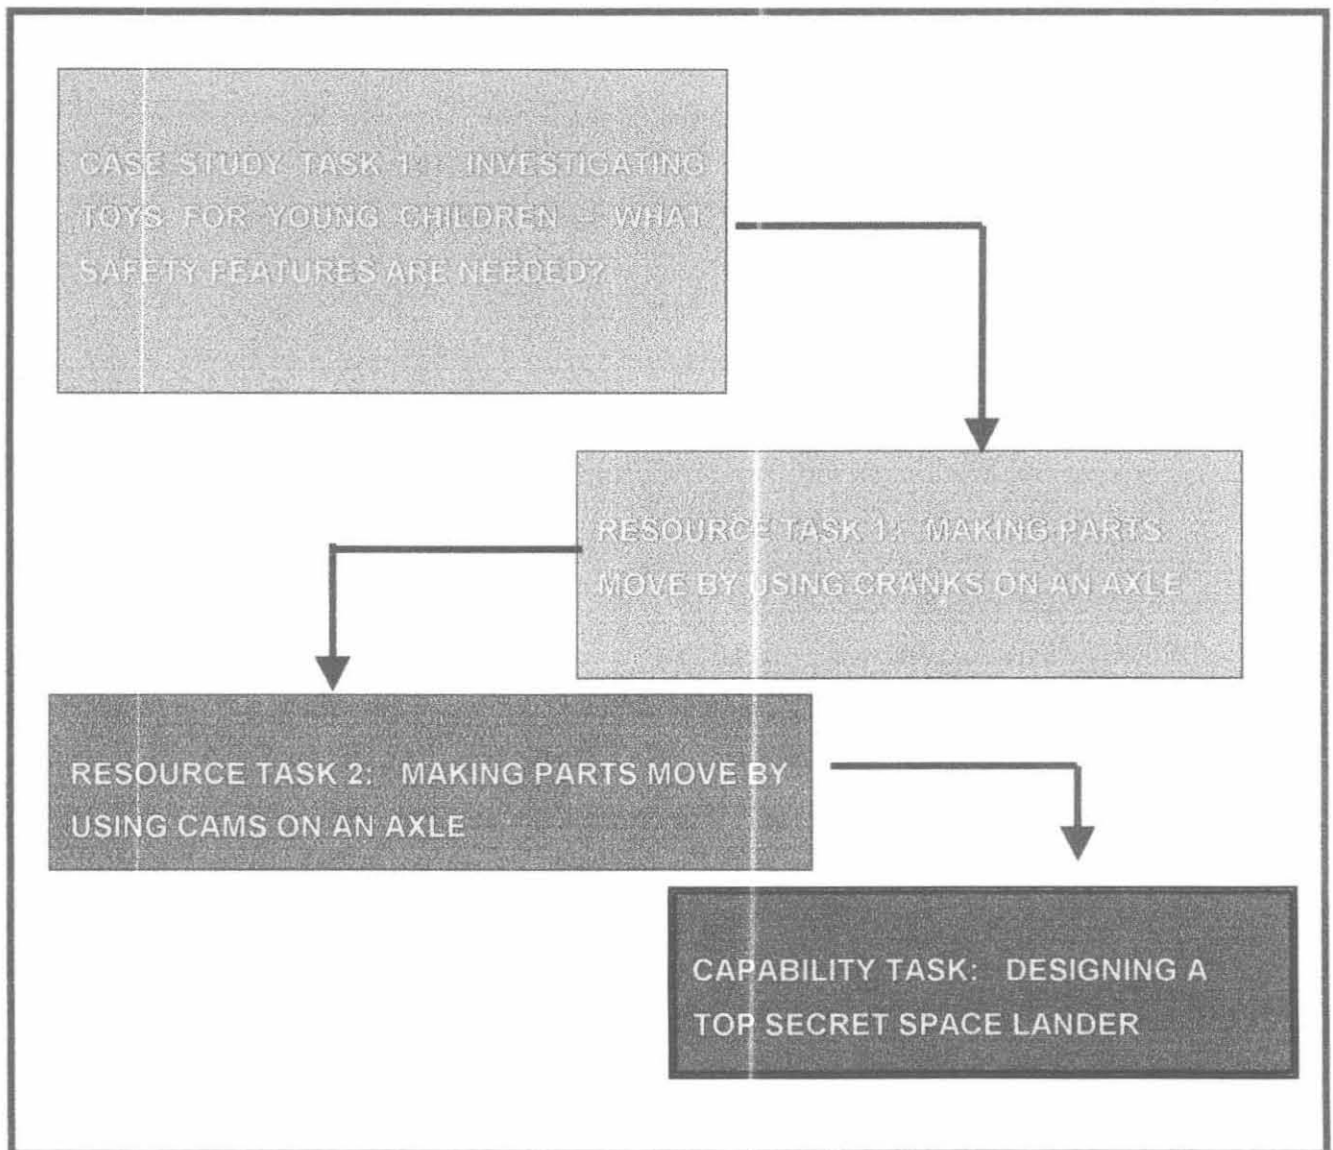 CASE STUDY TASK 1: INVESTIGATING
TOYS FOR YOUNG CHILDREN – WHAT
SAFETY FEATURES ARE NEEDED?
RESOURCE TASK 1: MAKING PARTS
MOVE BY USING CRANKS ON AN AXLE
RESOURCE TASK 2: MAKING PARTS MOVE BY
USING CAMS ON AN AXLE
CAPABILITY TASK: DESIGNING A
TOP SECRET SPACE LANDER